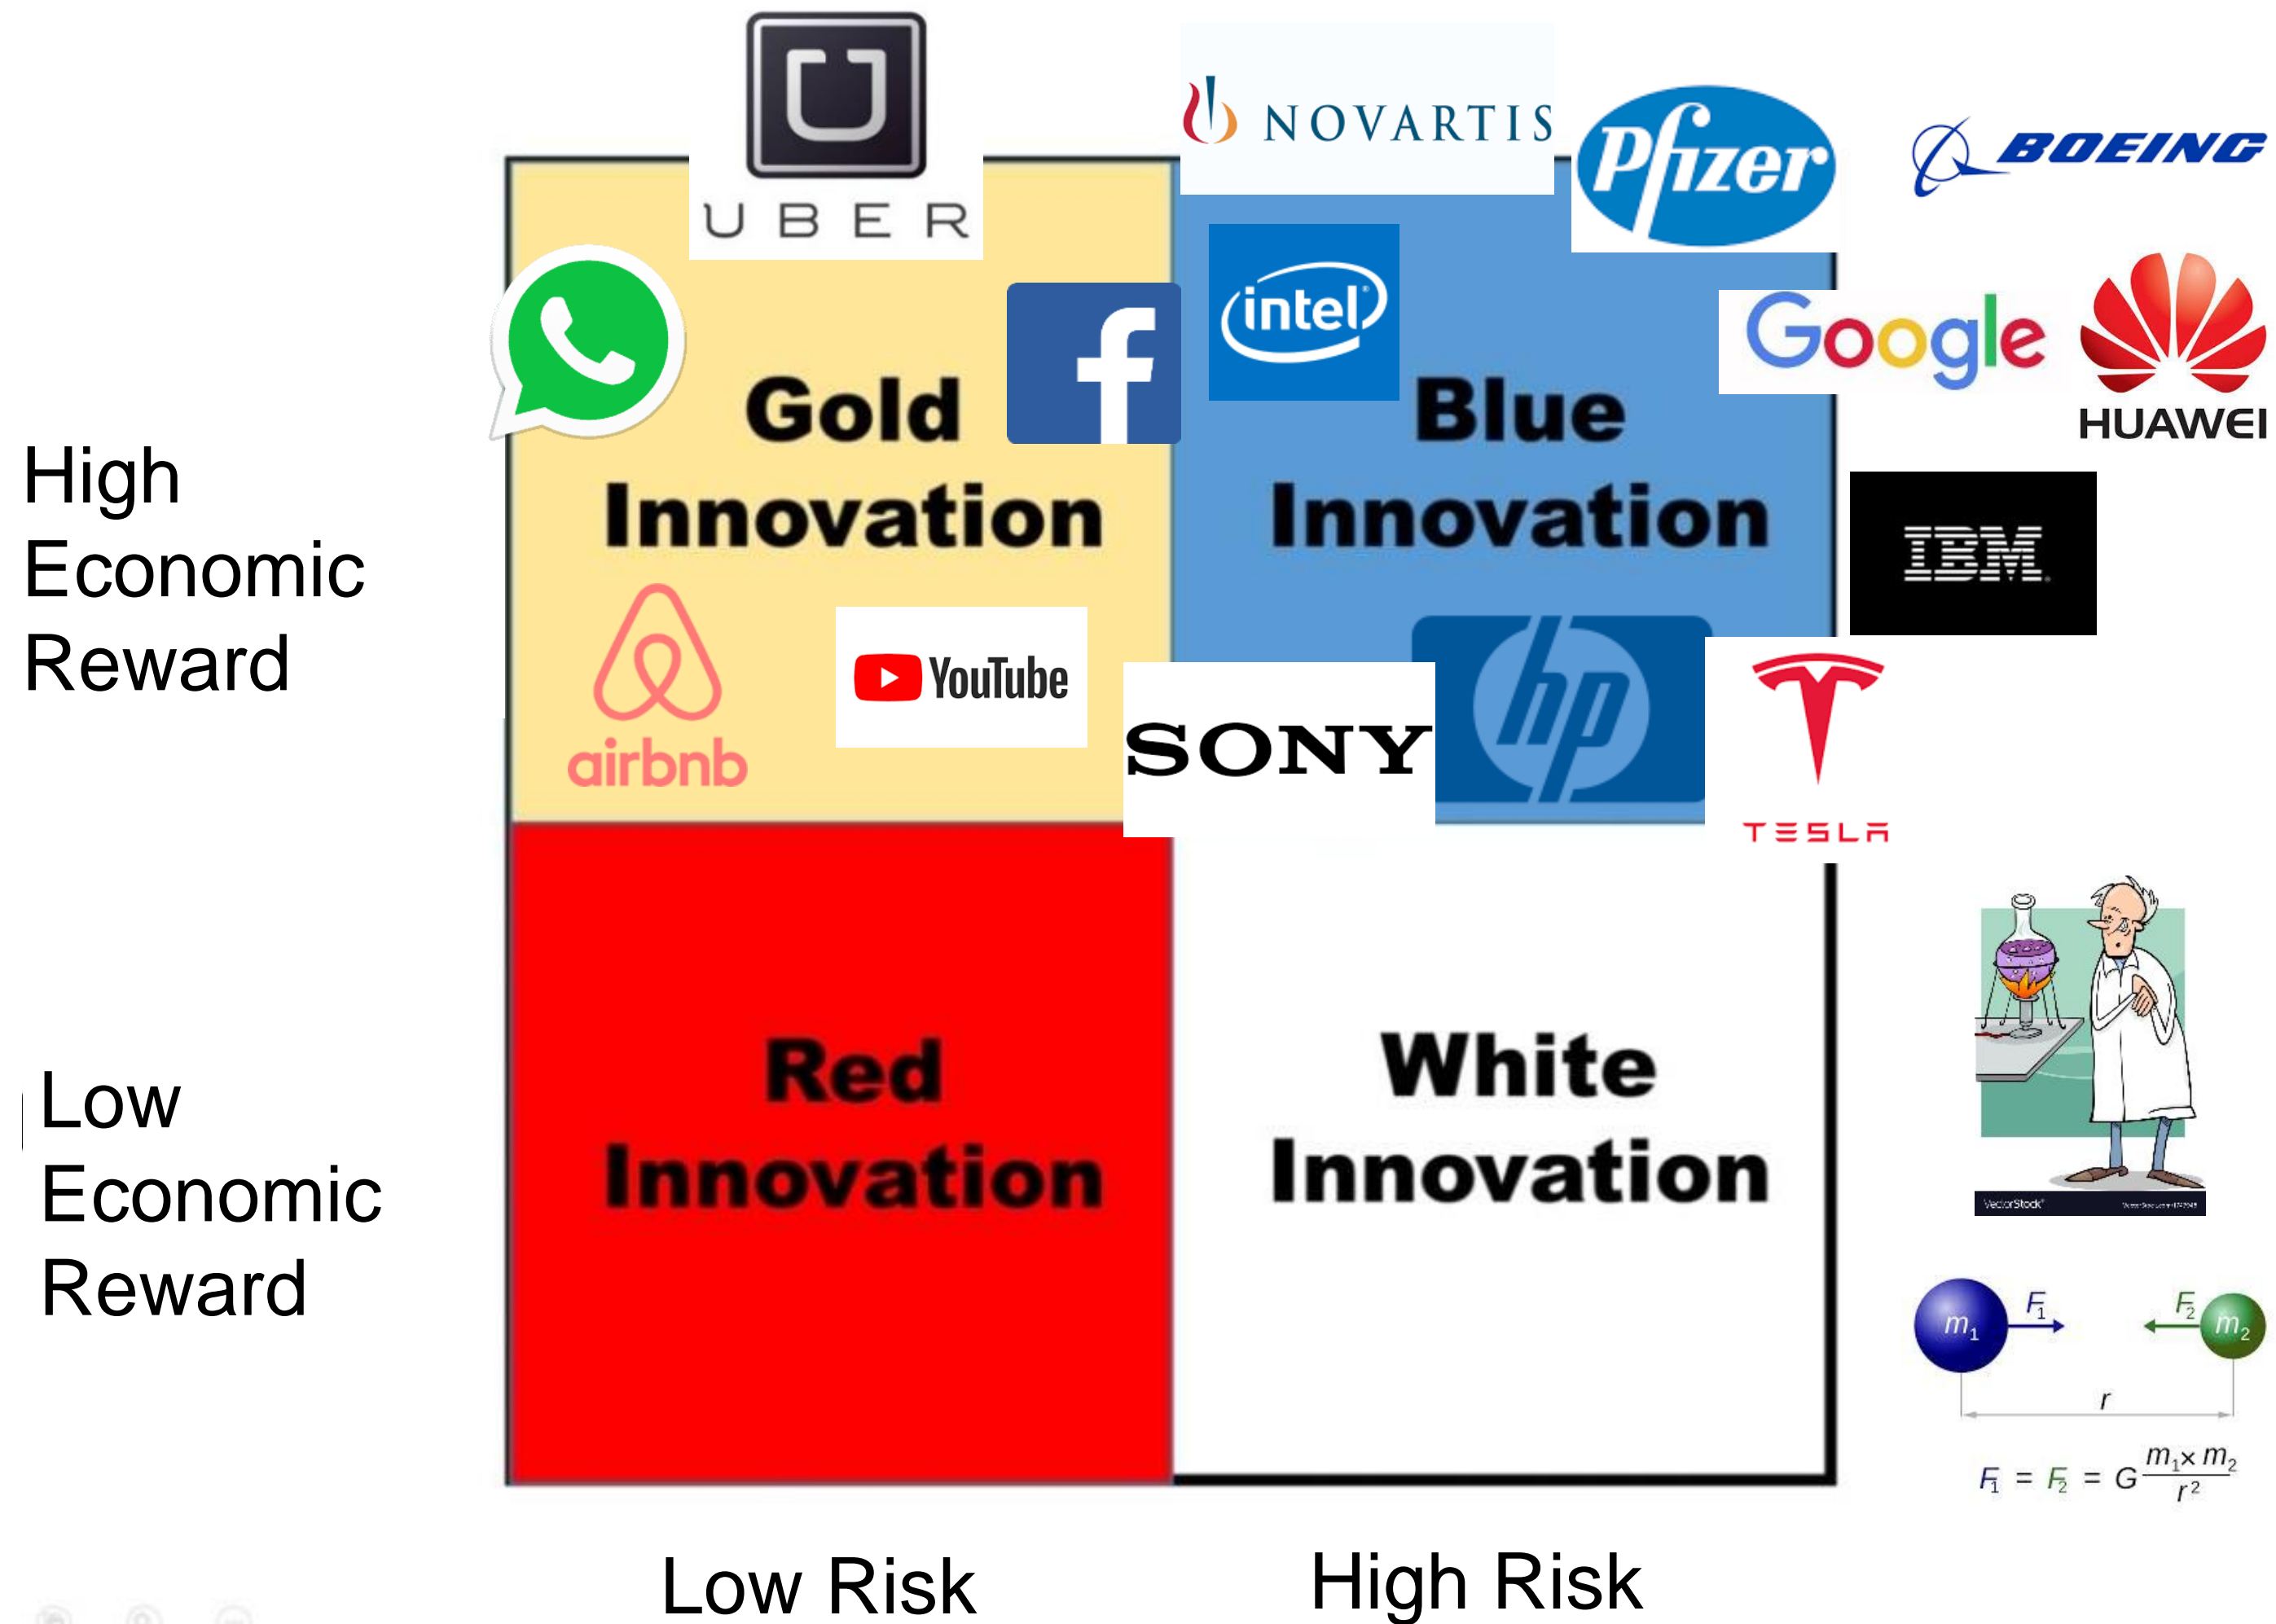 UBER
NOVARTIS
Pfizer
BOEING
intel
Google
HUAWEI
f
High
Economic
Reward
Gold
Innovation
Blue
Innovation
IBM
airbnb
YouTube
SONY
hp
TESLA
Low
Economic
Reward
Red
Innovation
White
Innovation
VectorStock®
m1 F1 F2 m2
r
F1 = F2 = G m1 × m2 / r2
Low Risk
High Risk